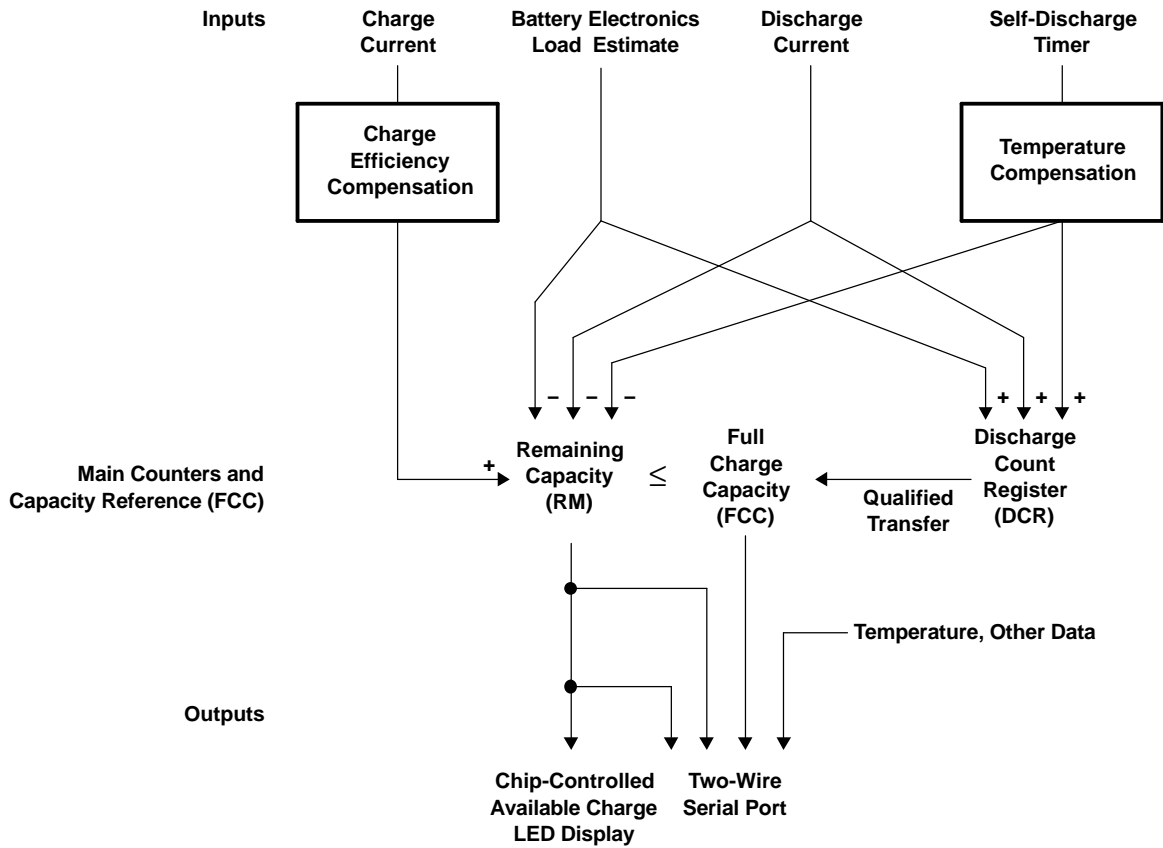 Inputs
Charge
Current
Battery Electronics
Load Estimate
Discharge
Current
Self-Discharge
Timer
Charge
Efficiency
Compensation
Temperature
Compensation
– – –
+ + +
Main Counters and
Capacity Reference (FCC)
+
Remaining
Capacity
(RM)
≤
Full
Charge
Capacity
(FCC)
Qualified
Transfer
Discharge
Count
Register
(DCR)
Temperature, Other Data
Outputs
Chip-Controlled
Available Charge
LED Display
Two-Wire
Serial Port